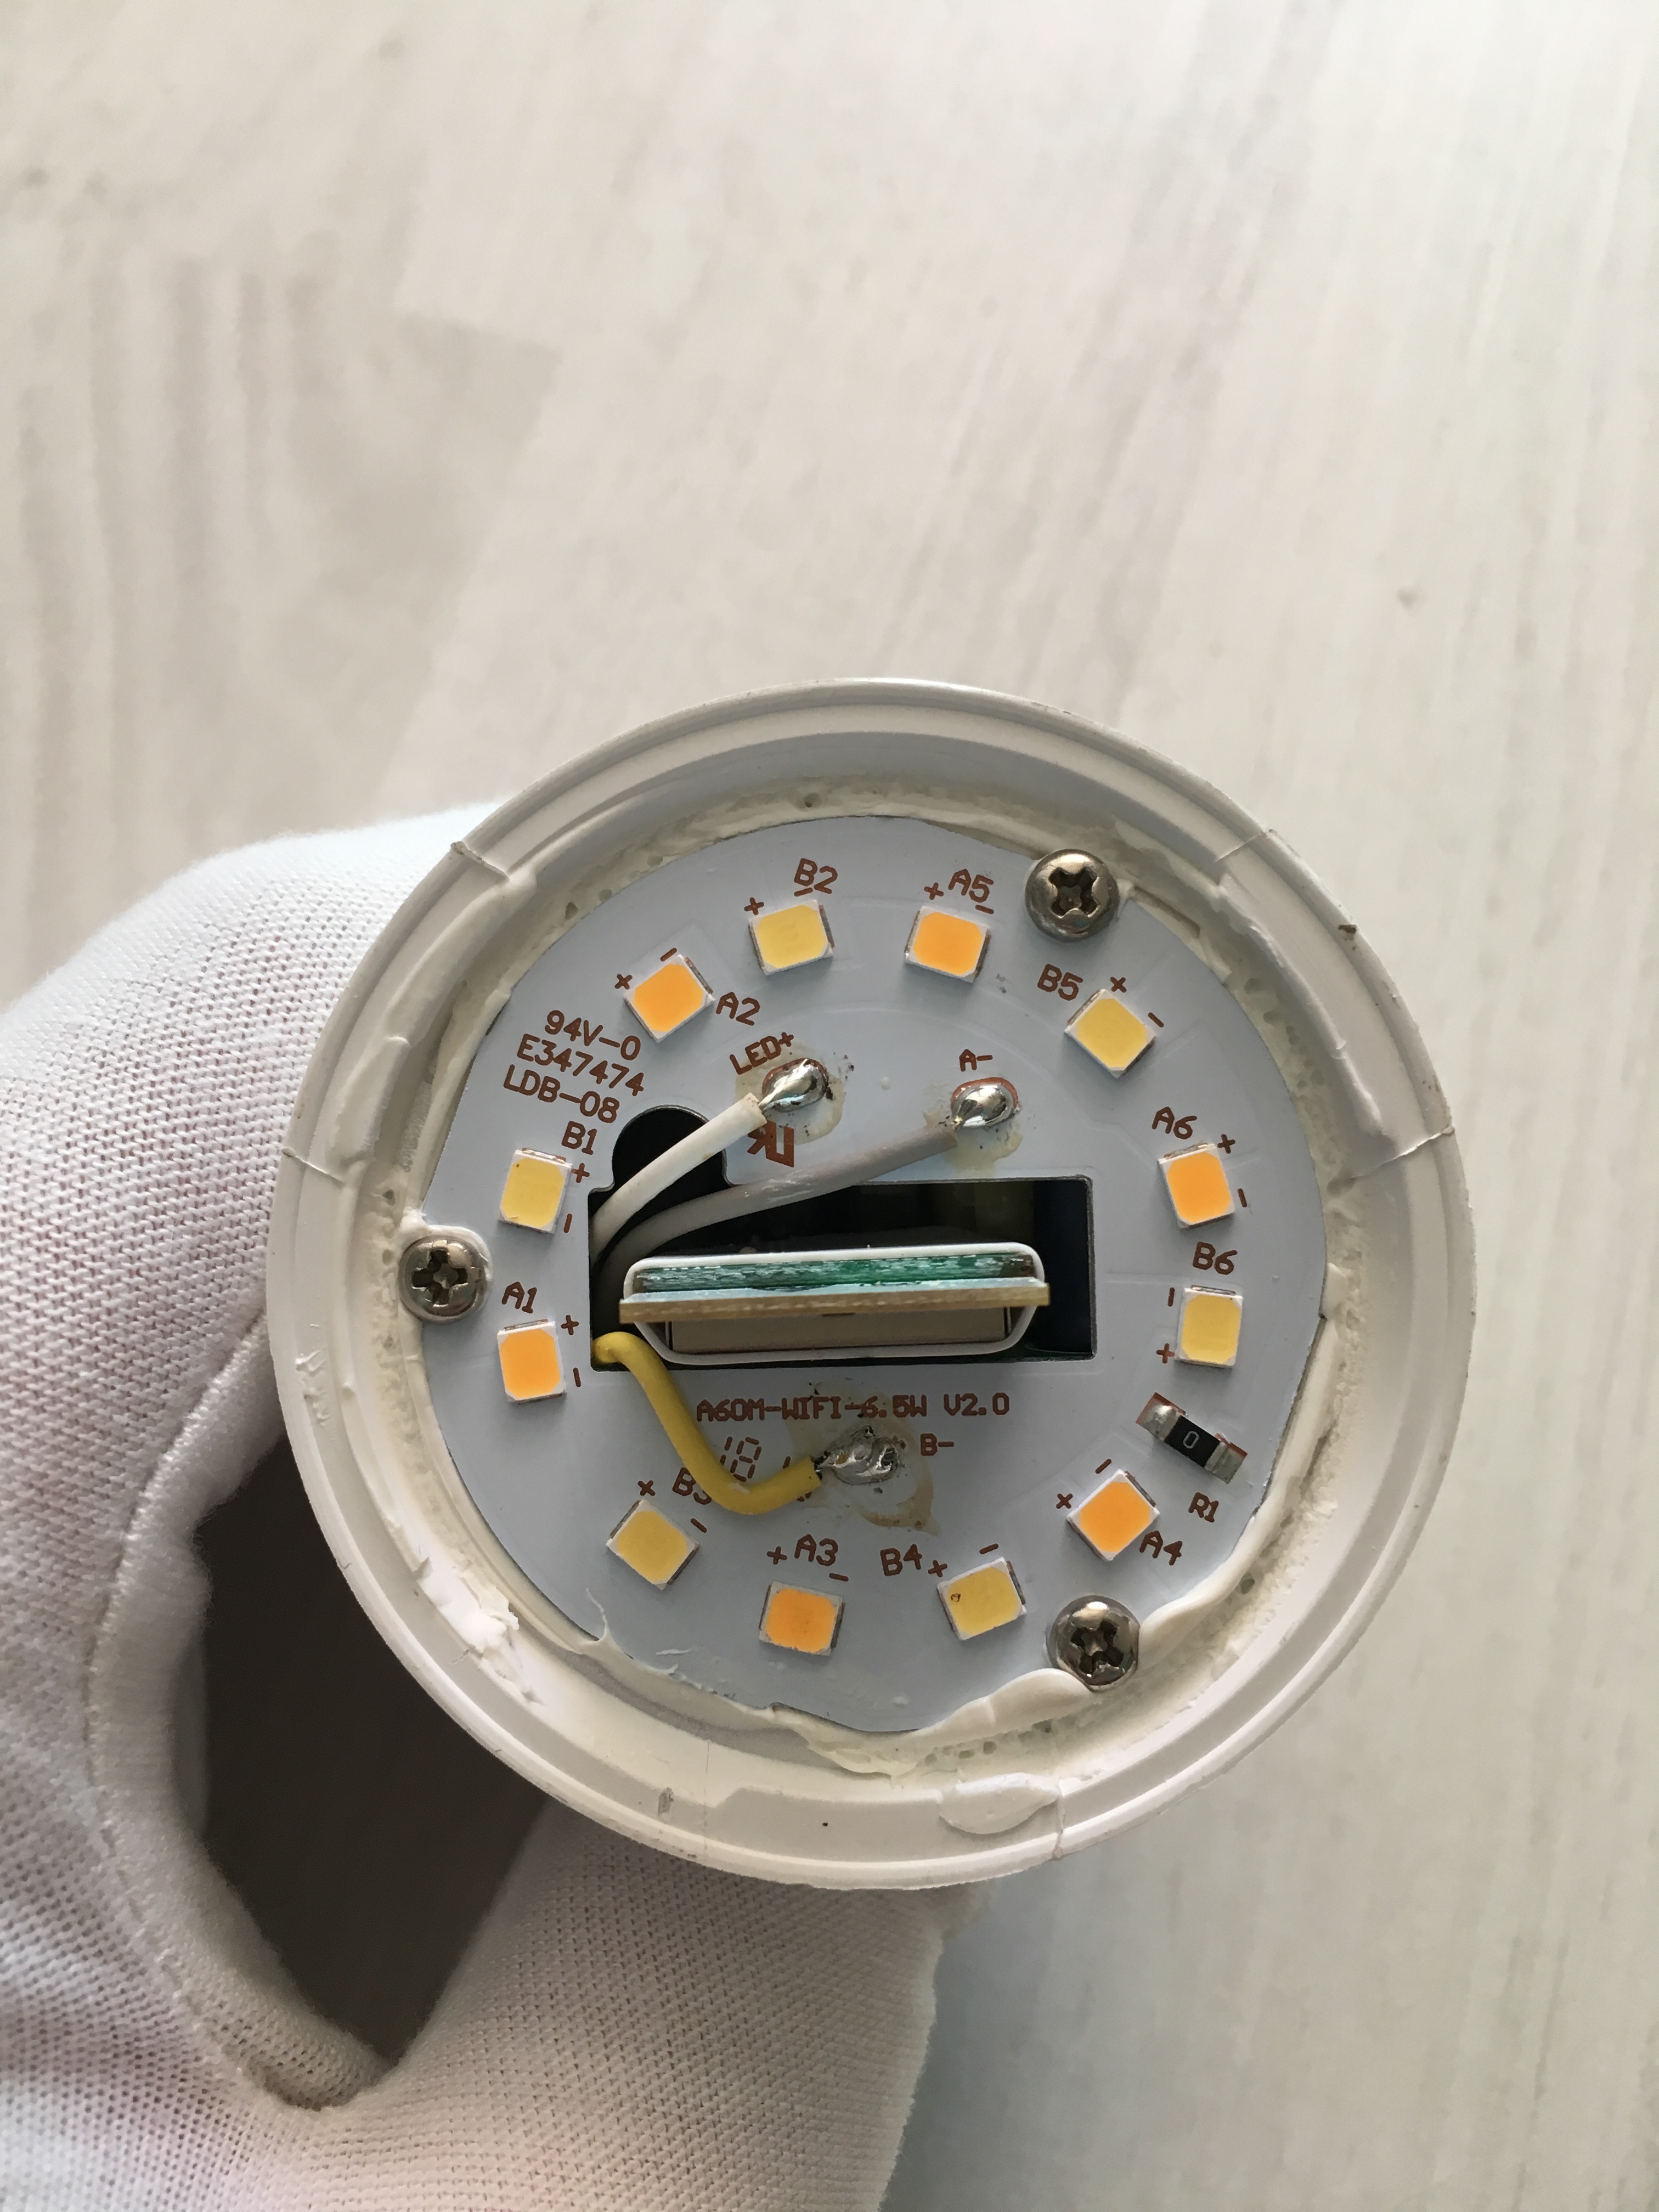 B2
A5
+ -
+ -
B5
+ -
+ -
A2
94V-0
E347474
LDB-08
LED+
A-
B1
+ -
A6
+ -
A1
+ -
B6
- +
A60M-WIFI-6.5W V2.0
B-
18
0
R1
+ B3 -
+ A3 -
B4 + -
+ -
A4